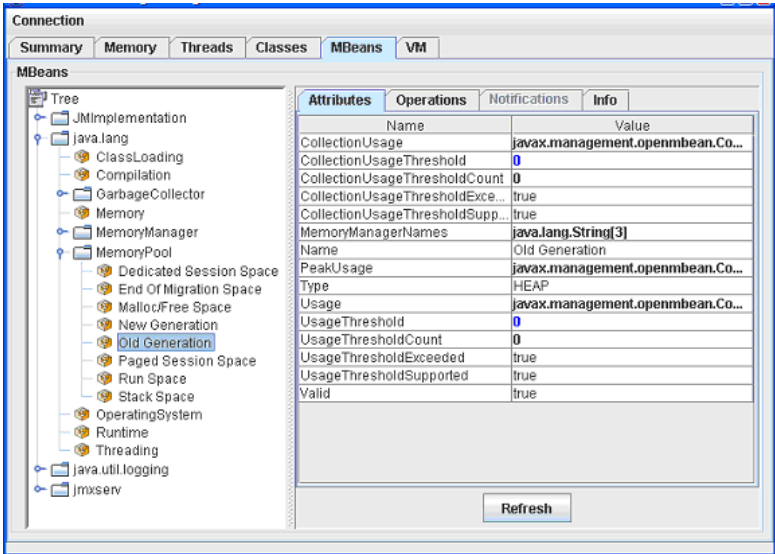 Connection
Summary Memory Threads Classes MBeans VM
MBeans
Tree
JMImplementation
java.lang
ClassLoading
Compilation
GarbageCollector
Memory
MemoryManager
MemoryPool
Dedicated Session Space
End Of Migration Space
Malloc/Free Space
New Generation
Old Generation
Paged Session Space
Run Space
Stack Space
OperatingSystem
Runtime
Threading
java.util.logging
jmxserv
Attributes Operations Notifications Info
Name Value
CollectionUsage javax.management.openmbean.Co...
CollectionUsageThreshold 0
CollectionUsageThresholdCount 0
CollectionUsageThresholdExce... true
CollectionUsageThresholdSupp... true
MemoryManagerNames java.lang.String[3]
Name Old Generation
PeakUsage javax.management.openmbean.Co...
Type HEAP
Usage javax.management.openmbean.Co...
UsageThreshold 0
UsageThresholdCount 0
UsageThresholdExceeded true
UsageThresholdSupported true
Valid true
Refresh